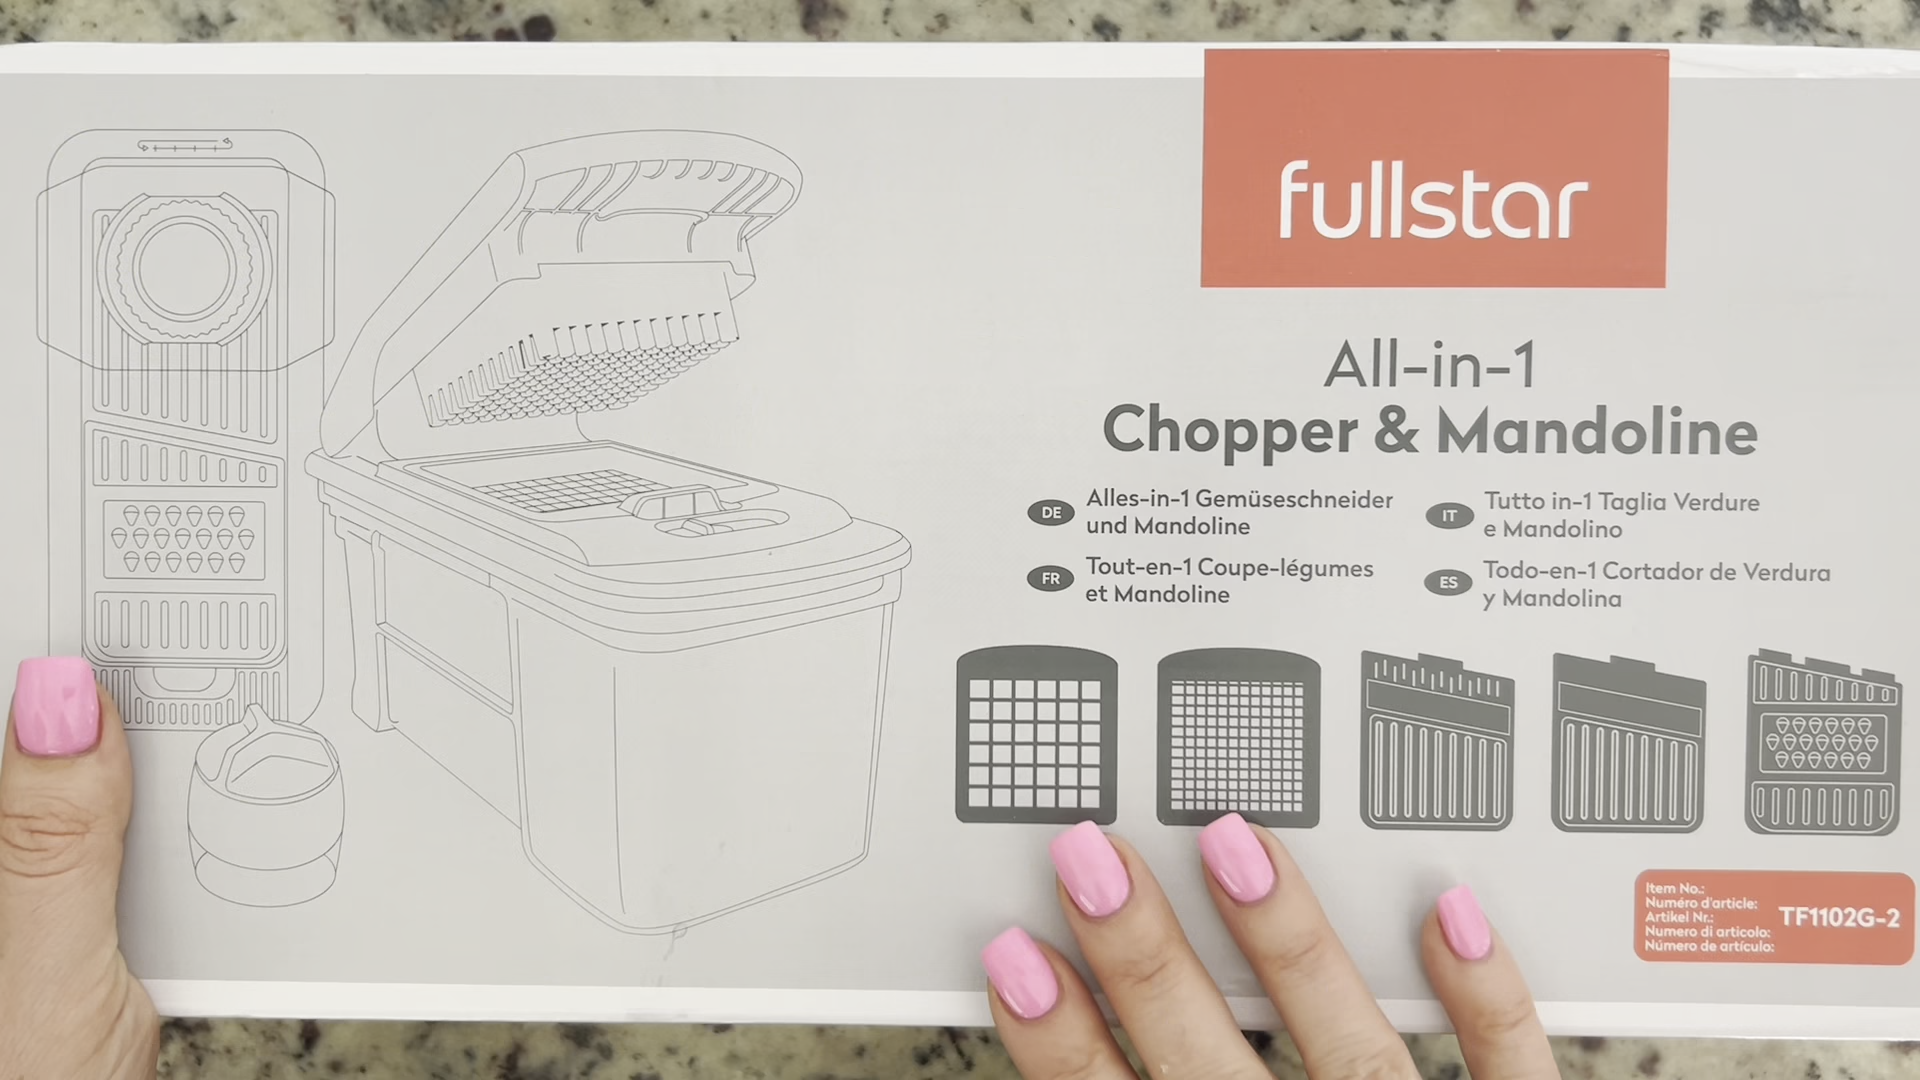 fullstar
All-in-1
Chopper & Mandoline
DE
Alles-in-1 Gemüseschneider
und Mandoline
FR
Tout-en-1 Coupe-légumes
et Mandoline
IT
Tutto in-1 Taglia Verdure
e Mandolino
ES
Todo-en-1 Cortador de Verdura
y Mandolina
Item No.:
Numéro d'article:
Artikel Nr.:
Numero di articolo:
Número de artículo:
TF1102G-2